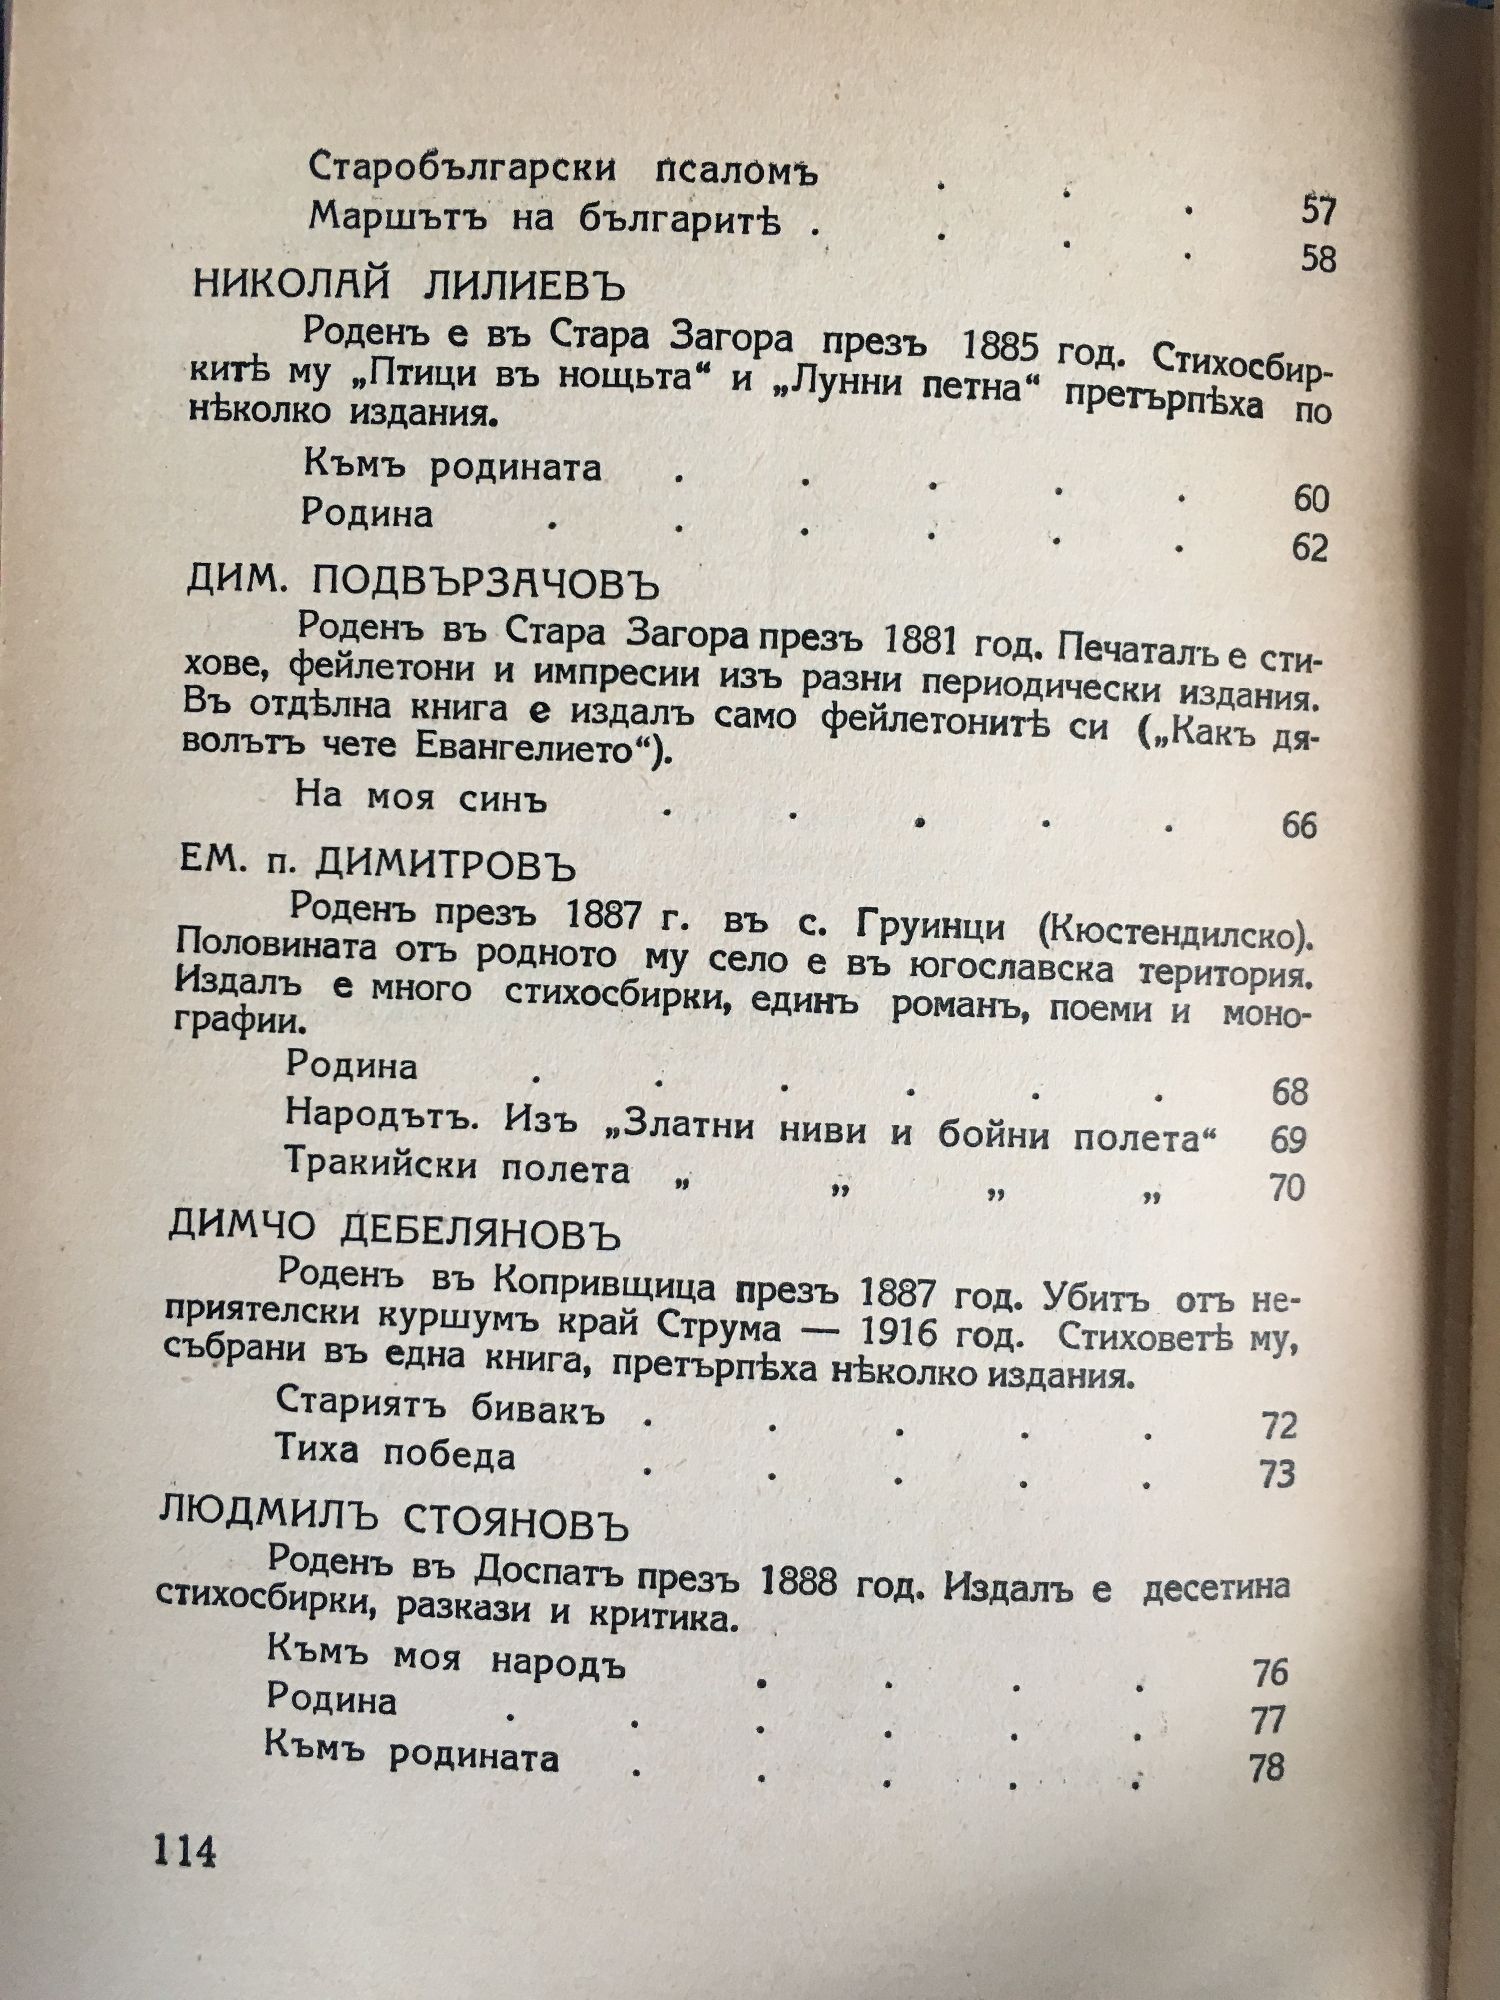 Старобългарски псаломъ . . . 57
Маршътъ на българитѣ . . . . 58
НИКОЛАЙ ЛИЛИЕВЪ
Роденъ е въ Стара Загора презъ 1885 год. Стихосбир-
китѣ му „Птици въ нощьта“ и „Лунни петна“ претърпѣха по
нѣколко издания.
Къмъ родината . . . . . 60
Родина . . . . . . 62
ДИМ. ПОДВЪРЗАЧОВЪ
Роденъ въ Стара Загора презъ 1881 год. Печаталъ е сти-
хове, фейлетони и импресии изъ разни периодически издания.
Въ отдѣлна книга е издалъ само фейлетонитѣ си („Какъ дя-
волътъ чете Евангелието“).
На моя синъ . . . . . 66
ЕМ. п. ДИМИТРОВЪ
Роденъ презъ 1887 г. въ с. Груинци (Кюстендилско).
Половината отъ родното му село е въ югославска територия.
Издалъ е много стихосбирки, единъ романъ, поеми и моно-
графии.
Родина . . . . . . 68
Народътъ. Изъ „Златни ниви и бойни полета“ 69
Тракийски полета „ „ „ „ 70
ДИМЧО ДЕБЕЛЯНОВЪ
Роденъ въ Копривщица презъ 1887 год. Убитъ отъ не-
приятелски куршумъ край Струма — 1916 год. Стиховетѣ му,
събрани въ една книга, претърпѣха нѣколко издания.
Стариятъ бивакъ . . . . . 72
Тиха победа . . . . . 73
ЛЮДМИЛЪ СТОЯНОВЪ
Роденъ въ Доспатъ презъ 1888 год. Издалъ е десетина
стихосбирки, разкази и критика.
Къмъ моя народъ . . . . 76
Родина . . . . . . 77
Къмъ родината . . . . . 78
114